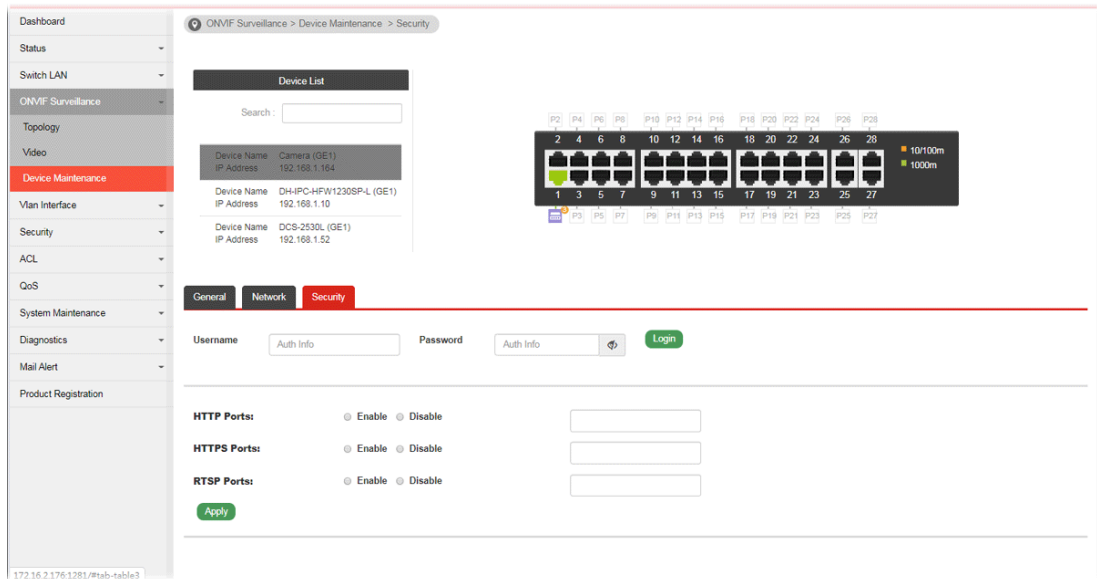 Dashboard
Status
Switch LAN
ONVIF Surveillance
Topology
Video
Device Maintenance
Vlan Interface
Security
ACL
QoS
System Maintenance
Diagnostics
Mail Alert
Product Registration
172.16.2.176:1281/#tab-table3
ONVIF Surveillance > Device Maintenance > Security
Device List
Search :
Device Name Camera (GE1)
IP Address 192.168.1.164
Device Name DH-IPC-HFW1230SP-L (GE1)
IP Address 192.168.1.10
Device Name DCS-2530L (GE1)
IP Address 192.168.1.52
P2 P4 P6 P8 P10 P12 P14 P16 P18 P20 P22 P24 P26 P28
2 4 6 8 10 12 14 16 18 20 22 24 26 28
10/100m
1000m
1 3 5 7 9 11 13 15 17 19 21 23 25 27
3 P3 P5 P7 P9 P11 P13 P15 P17 P19 P21 P23 P25 P27
General Network Security
Username Auth Info Password Auth Info Login
HTTP Ports: Enable Disable
HTTPS Ports: Enable Disable
RTSP Ports: Enable Disable
Apply